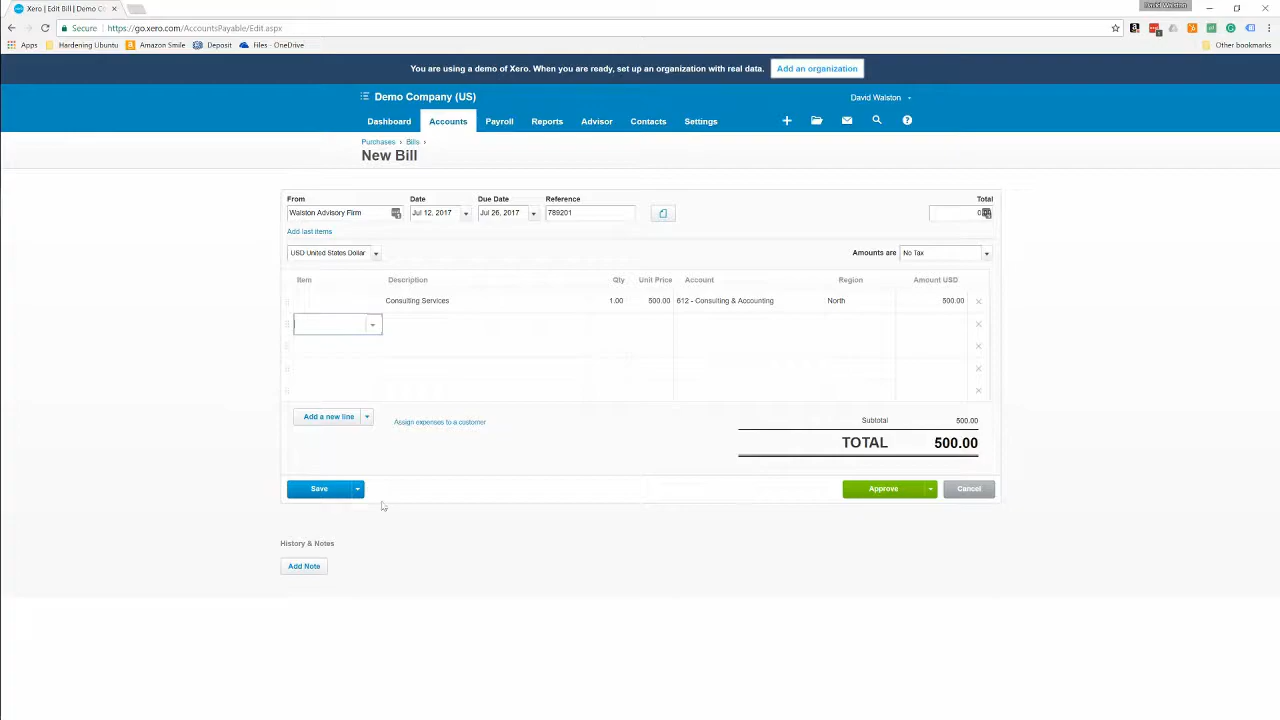 David Walston
Xero | Edit Bill | Demo Co
Secure | https://go.xero.com/AccountsPayable/Edit.aspx
Apps Hardening Ubuntu Amazon Smile Deposit Files - OneDrive Other bookmarks
You are using a demo of Xero. When you are ready, set up an organization with real data. Add an organization
Demo Company (US) David Walston
Dashboard Accounts Payroll Reports Advisor Contacts Settings
Purchases › Bills ›
New Bill
From Date Due Date Reference Total
Walston Advisory Firm Jul 12, 2017 Jul 26, 2017 789201
Add last items
USD United States Dollar Amounts are No Tax
Item Description Qty Unit Price Account Region Amount USD
Consulting Services 1.00 500.00 612 - Consulting & Accounting North 500.00
Add a new line Assign expenses to a customer Subtotal 500.00
TOTAL 500.00
Save Approve Cancel
History & Notes
Add Note